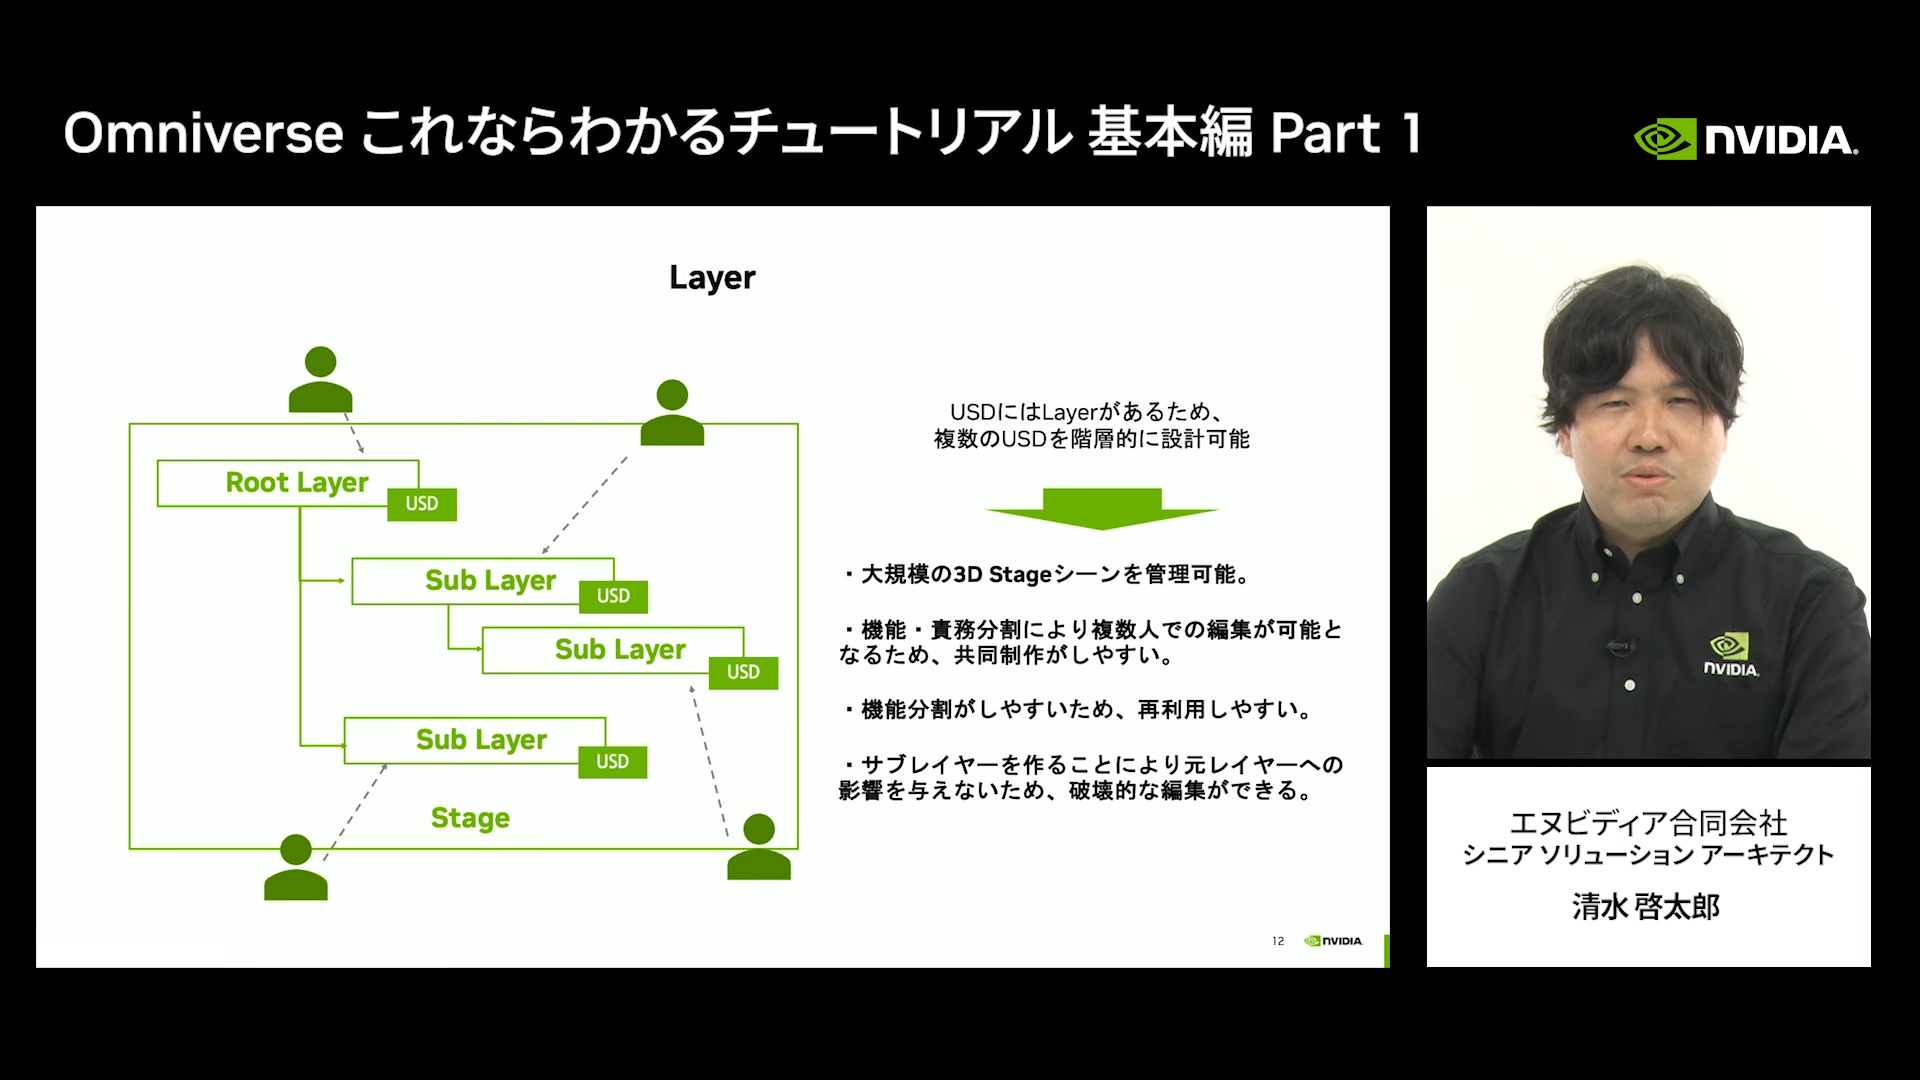 Omniverse これならわかるチュートリアル 基本編 Part 1
NVIDIA.
Layer
Root Layer
USD
Sub Layer
USD
Sub Layer
USD
Sub Layer
USD
Stage
USDにはLayerがあるため、
複数のUSDを階層的に設計可能
・大規模の3D Stageシーンを管理可能。
・機能・責務分割により複数人での編集が可能と
なるため、共同制作がしやすい。
・機能分割がしやすいため、再利用しやすい。
・サブレイヤーを作ることにより元レイヤーへの
影響を与えないため、破壊的な編集ができる。
12
NVIDIA.
NVIDIA.
エヌビディア合同会社
シニア ソリューション アーキテクト
清水 啓太郎